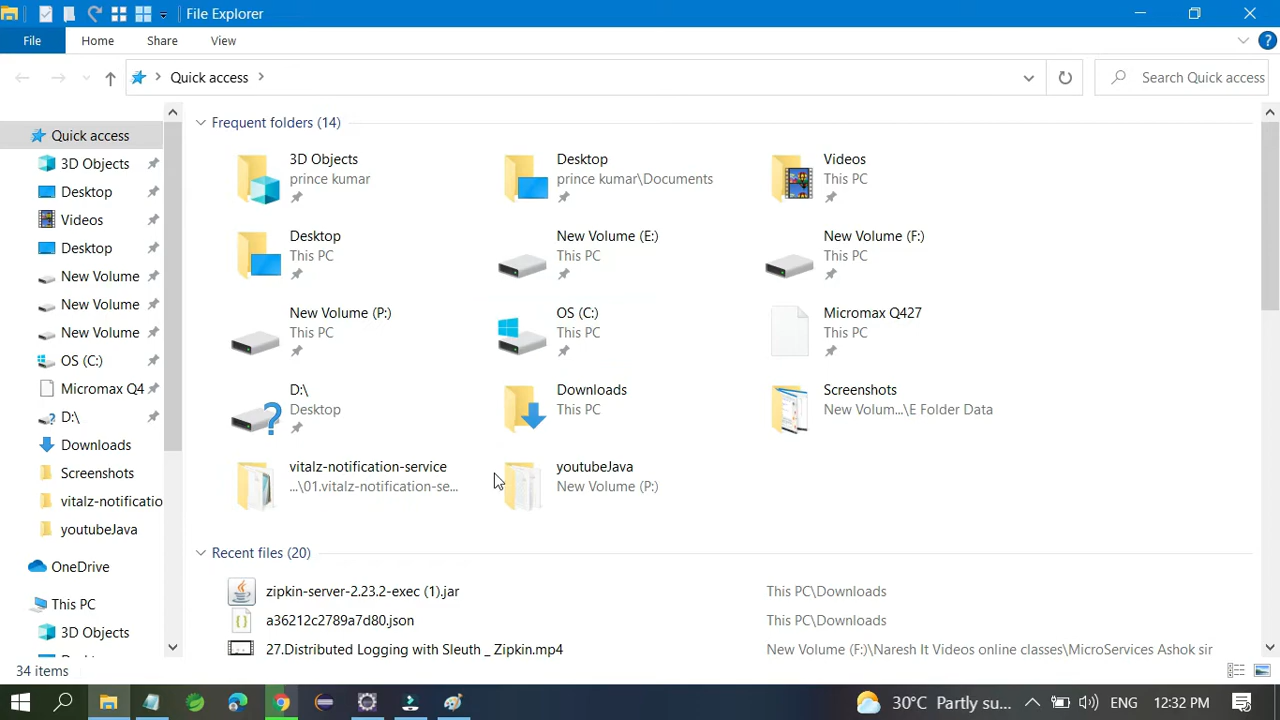 File Explorer
File Home Share View
Quick access
Search Quick access
Quick access
3D Objects
Desktop
Videos
Desktop
New Volume
New Volume
New Volume
OS (C:)
Micromax Q4
D:\
Downloads
Screenshots
vitalz-notificatio
youtubeJava
OneDrive
This PC
3D Objects
Frequent folders (14)
3D Objects
prince kumar
Desktop
prince kumar\Documents
Videos
This PC
Desktop
This PC
New Volume (E:)
This PC
New Volume (F:)
This PC
New Volume (P:)
This PC
OS (C:)
This PC
Micromax Q427
This PC
D:\
Desktop
Downloads
This PC
Screenshots
New Volum...\E Folder Data
vitalz-notification-service
...\01.vitalz-notification-se...
youtubeJava
New Volume (P:)
Recent files (20)
zipkin-server-2.23.2-exec (1).jar This PC\Downloads
a36212c2789a7d80.json This PC\Downloads
27.Distributed Logging with Sleuth _ Zipkin.mp4 New Volume (F:)\Naresh It Videos online classes\MicroServices Ashok sir
34 items
30°C Partly su... ENG 12:32 PM